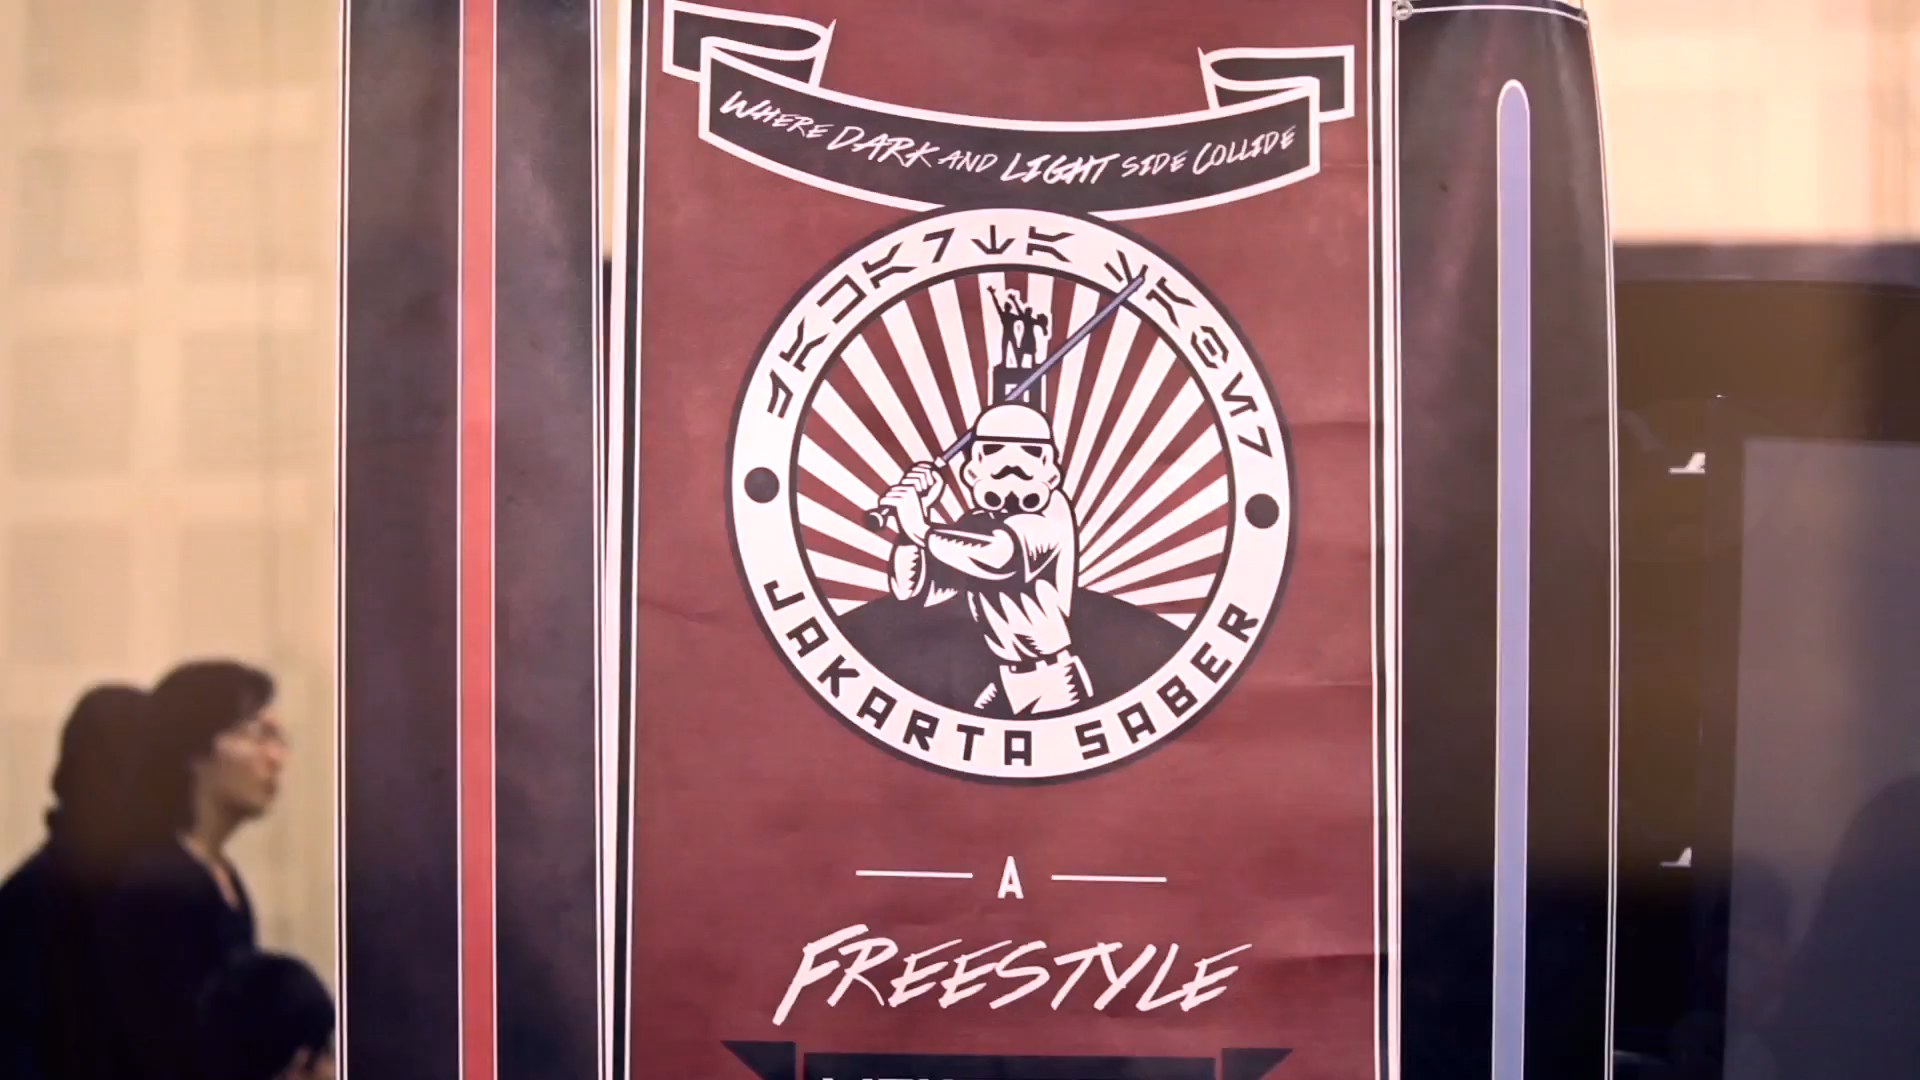 WHERE DARK AND LIGHT SIDE COLLIDE
JAKARTA SABER
A
FREESTYLE